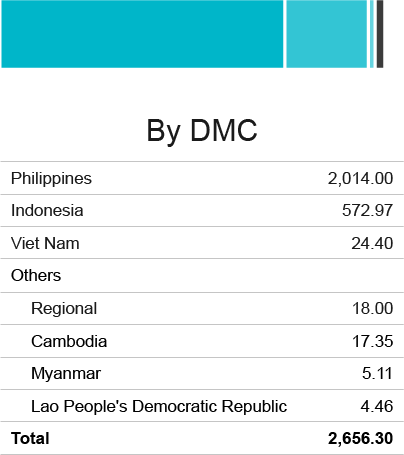 By DMC
Philippines 2,014.00
Indonesia 572.97
Viet Nam 24.40
Others
Regional 18.00
Cambodia 17.35
Myanmar 5.11
Lao People's Democratic Republic 4.46
Total 2,656.30